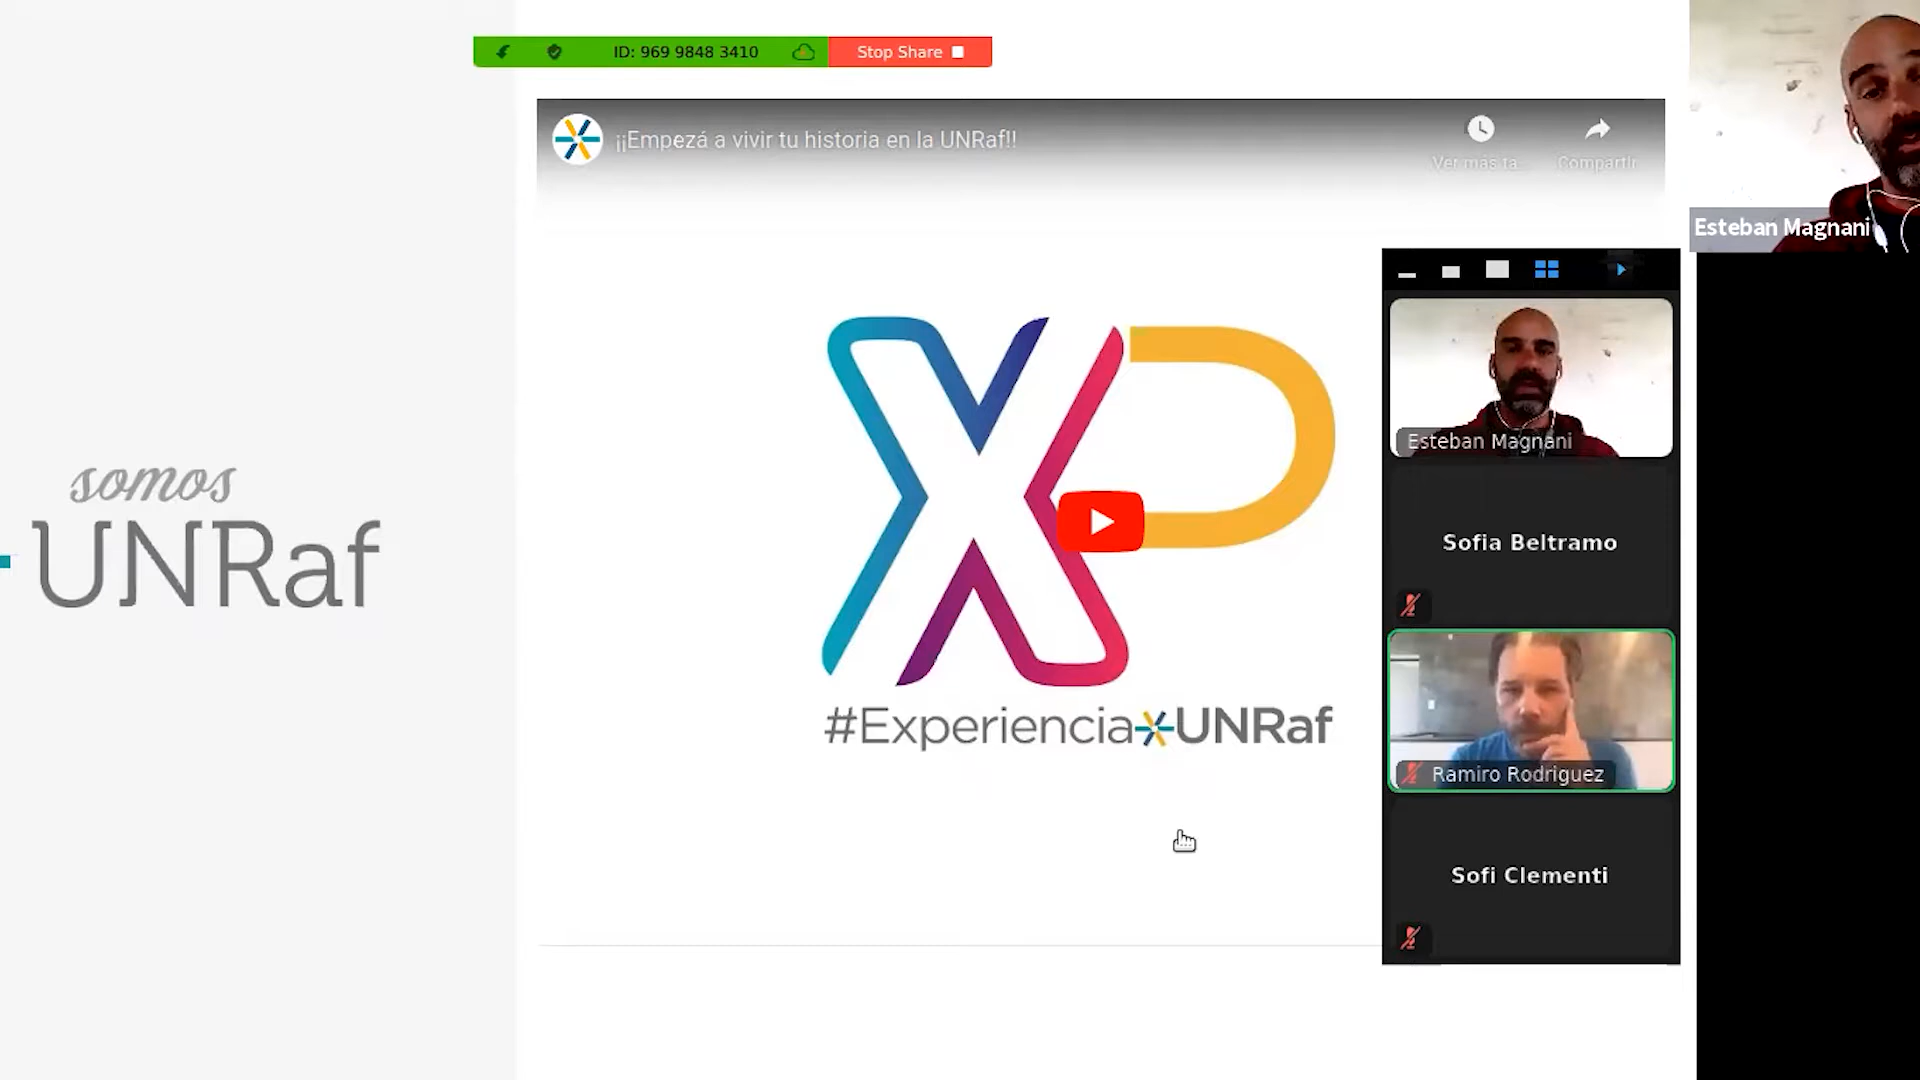 ID: 969 9848 3410
Stop Share
¡¡Empezá a vivir tu historia en la UNRaf!!
Ver más ta...
Compartir
Esteban Magnani
somos
UNRaf
XP
#Experiencia UNRaf
Esteban Magnani
Sofia Beltramo
Ramiro Rodriguez
Sofi Clementi